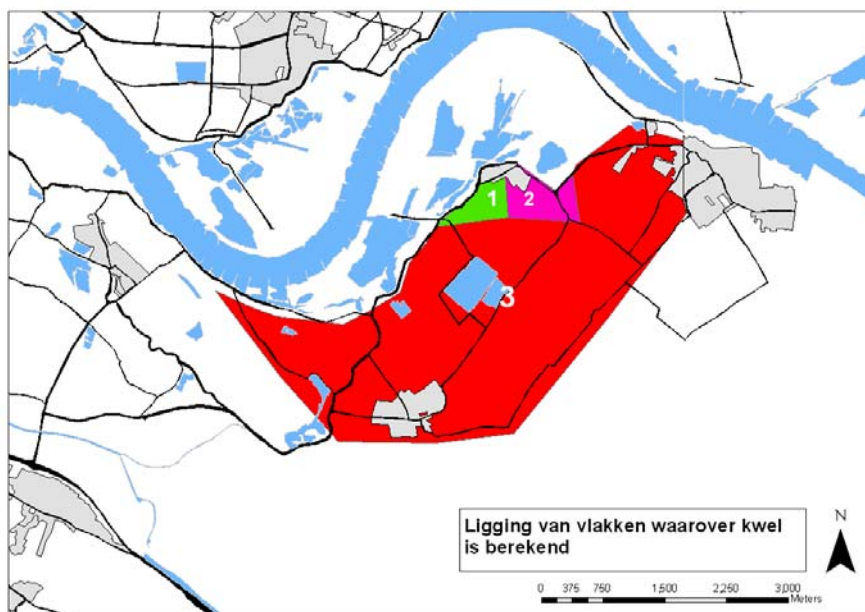 1
2
3
Ligging van vlakken waarover kwel
is berekend
N
0 375 750 1,500 2,250 3,000
Meters